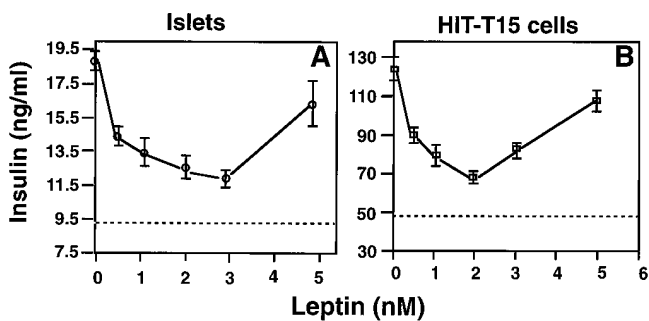 Islets
HIT-T15 cells
A
B
Insulin (ng/ml)
19.5
17.5
15.5
13.5
11.5
9.5
7.5
130
110
90
70
50
30
0 1 2 3 4 5
0 1 2 3 4 5 6
Leptin (nM)